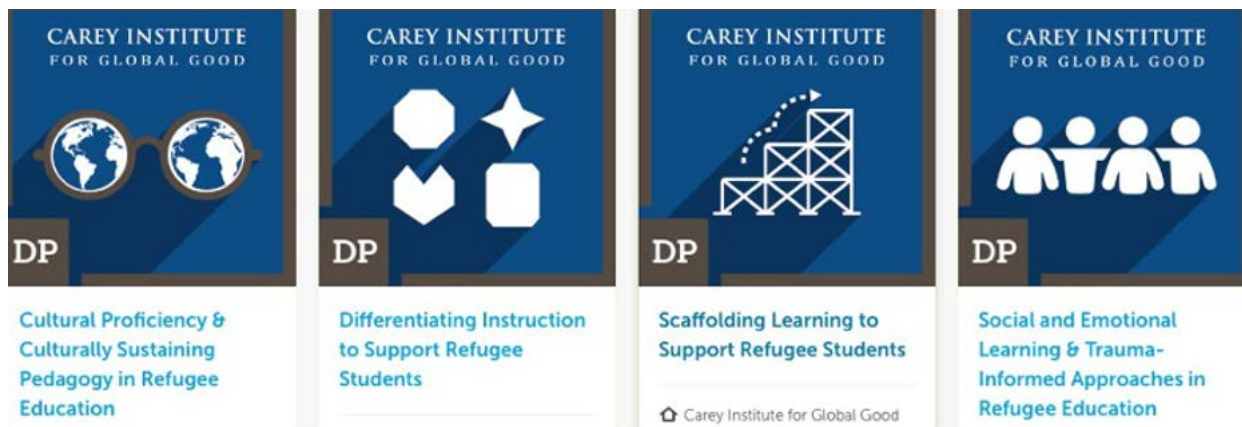 CAREY INSTITUTE
FOR GLOBAL GOOD
DP
Cultural Proficiency &
Culturally Sustaining
Pedagogy in Refugee
Education
CAREY INSTITUTE
FOR GLOBAL GOOD
DP
Differentiating Instruction
to Support Refugee
Students
CAREY INSTITUTE
FOR GLOBAL GOOD
DP
Scaffolding Learning to
Support Refugee Students
Carey Institute for Global Good
CAREY INSTITUTE
FOR GLOBAL GOOD
DP
Social and Emotional
Learning & Trauma-
Informed Approaches in
Refugee Education